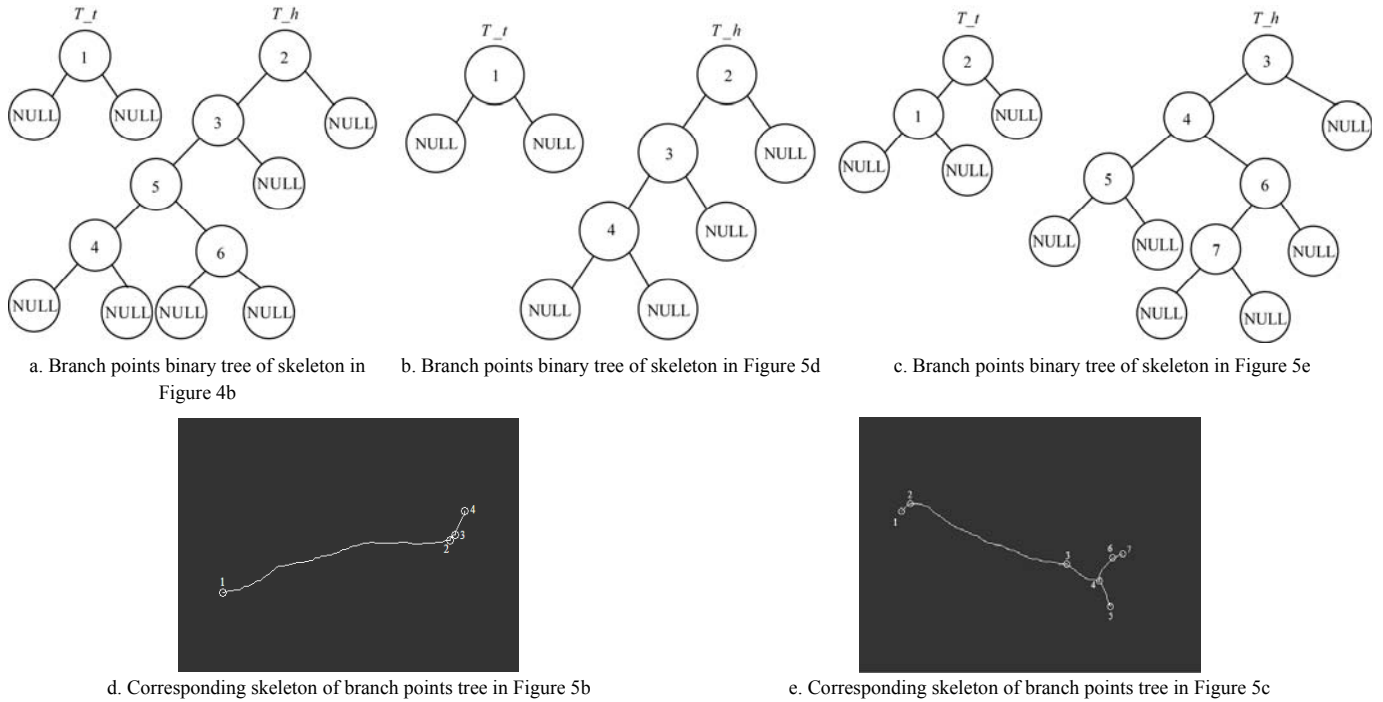 T_t T_h
1 2
NULL NULL 3 NULL
5 NULL
4 6
NULL NULL NULL NULL
a. Branch points binary tree of skeleton in
Figure 4b
T_t T_h
1 2
NULL NULL 3 NULL
4 NULL
NULL NULL
b. Branch points binary tree of skeleton in Figure 5d
T_t T_h
2 3
1 NULL 4 NULL
NULL NULL 5 6
NULL NULL 7 NULL
NULL NULL
c. Branch points binary tree of skeleton in Figure 5e
4
3
2
1
d. Corresponding skeleton of branch points tree in Figure 5b
2
1
3
6 7
4
5
e. Corresponding skeleton of branch points tree in Figure 5c